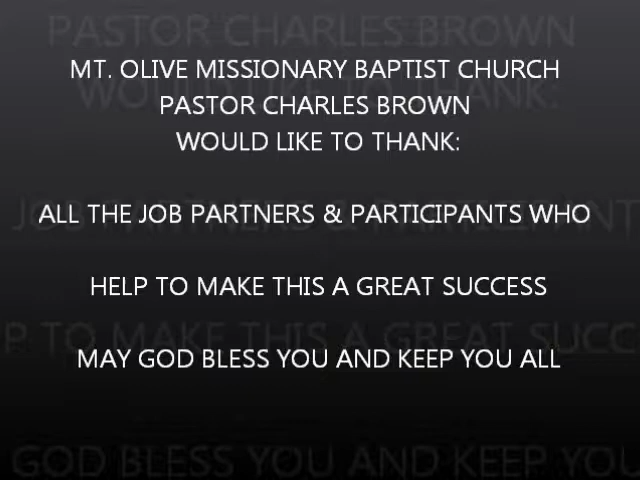 MT. OLIVE MISSIONARY BAPTIST CHURCH
PASTOR CHARLES BROWN
WOULD LIKE TO THANK:
ALL THE JOB PARTNERS & PARTICIPANTS WHO
HELP TO MAKE THIS A GREAT SUCCESS
MAY GOD BLESS YOU AND KEEP YOU ALL